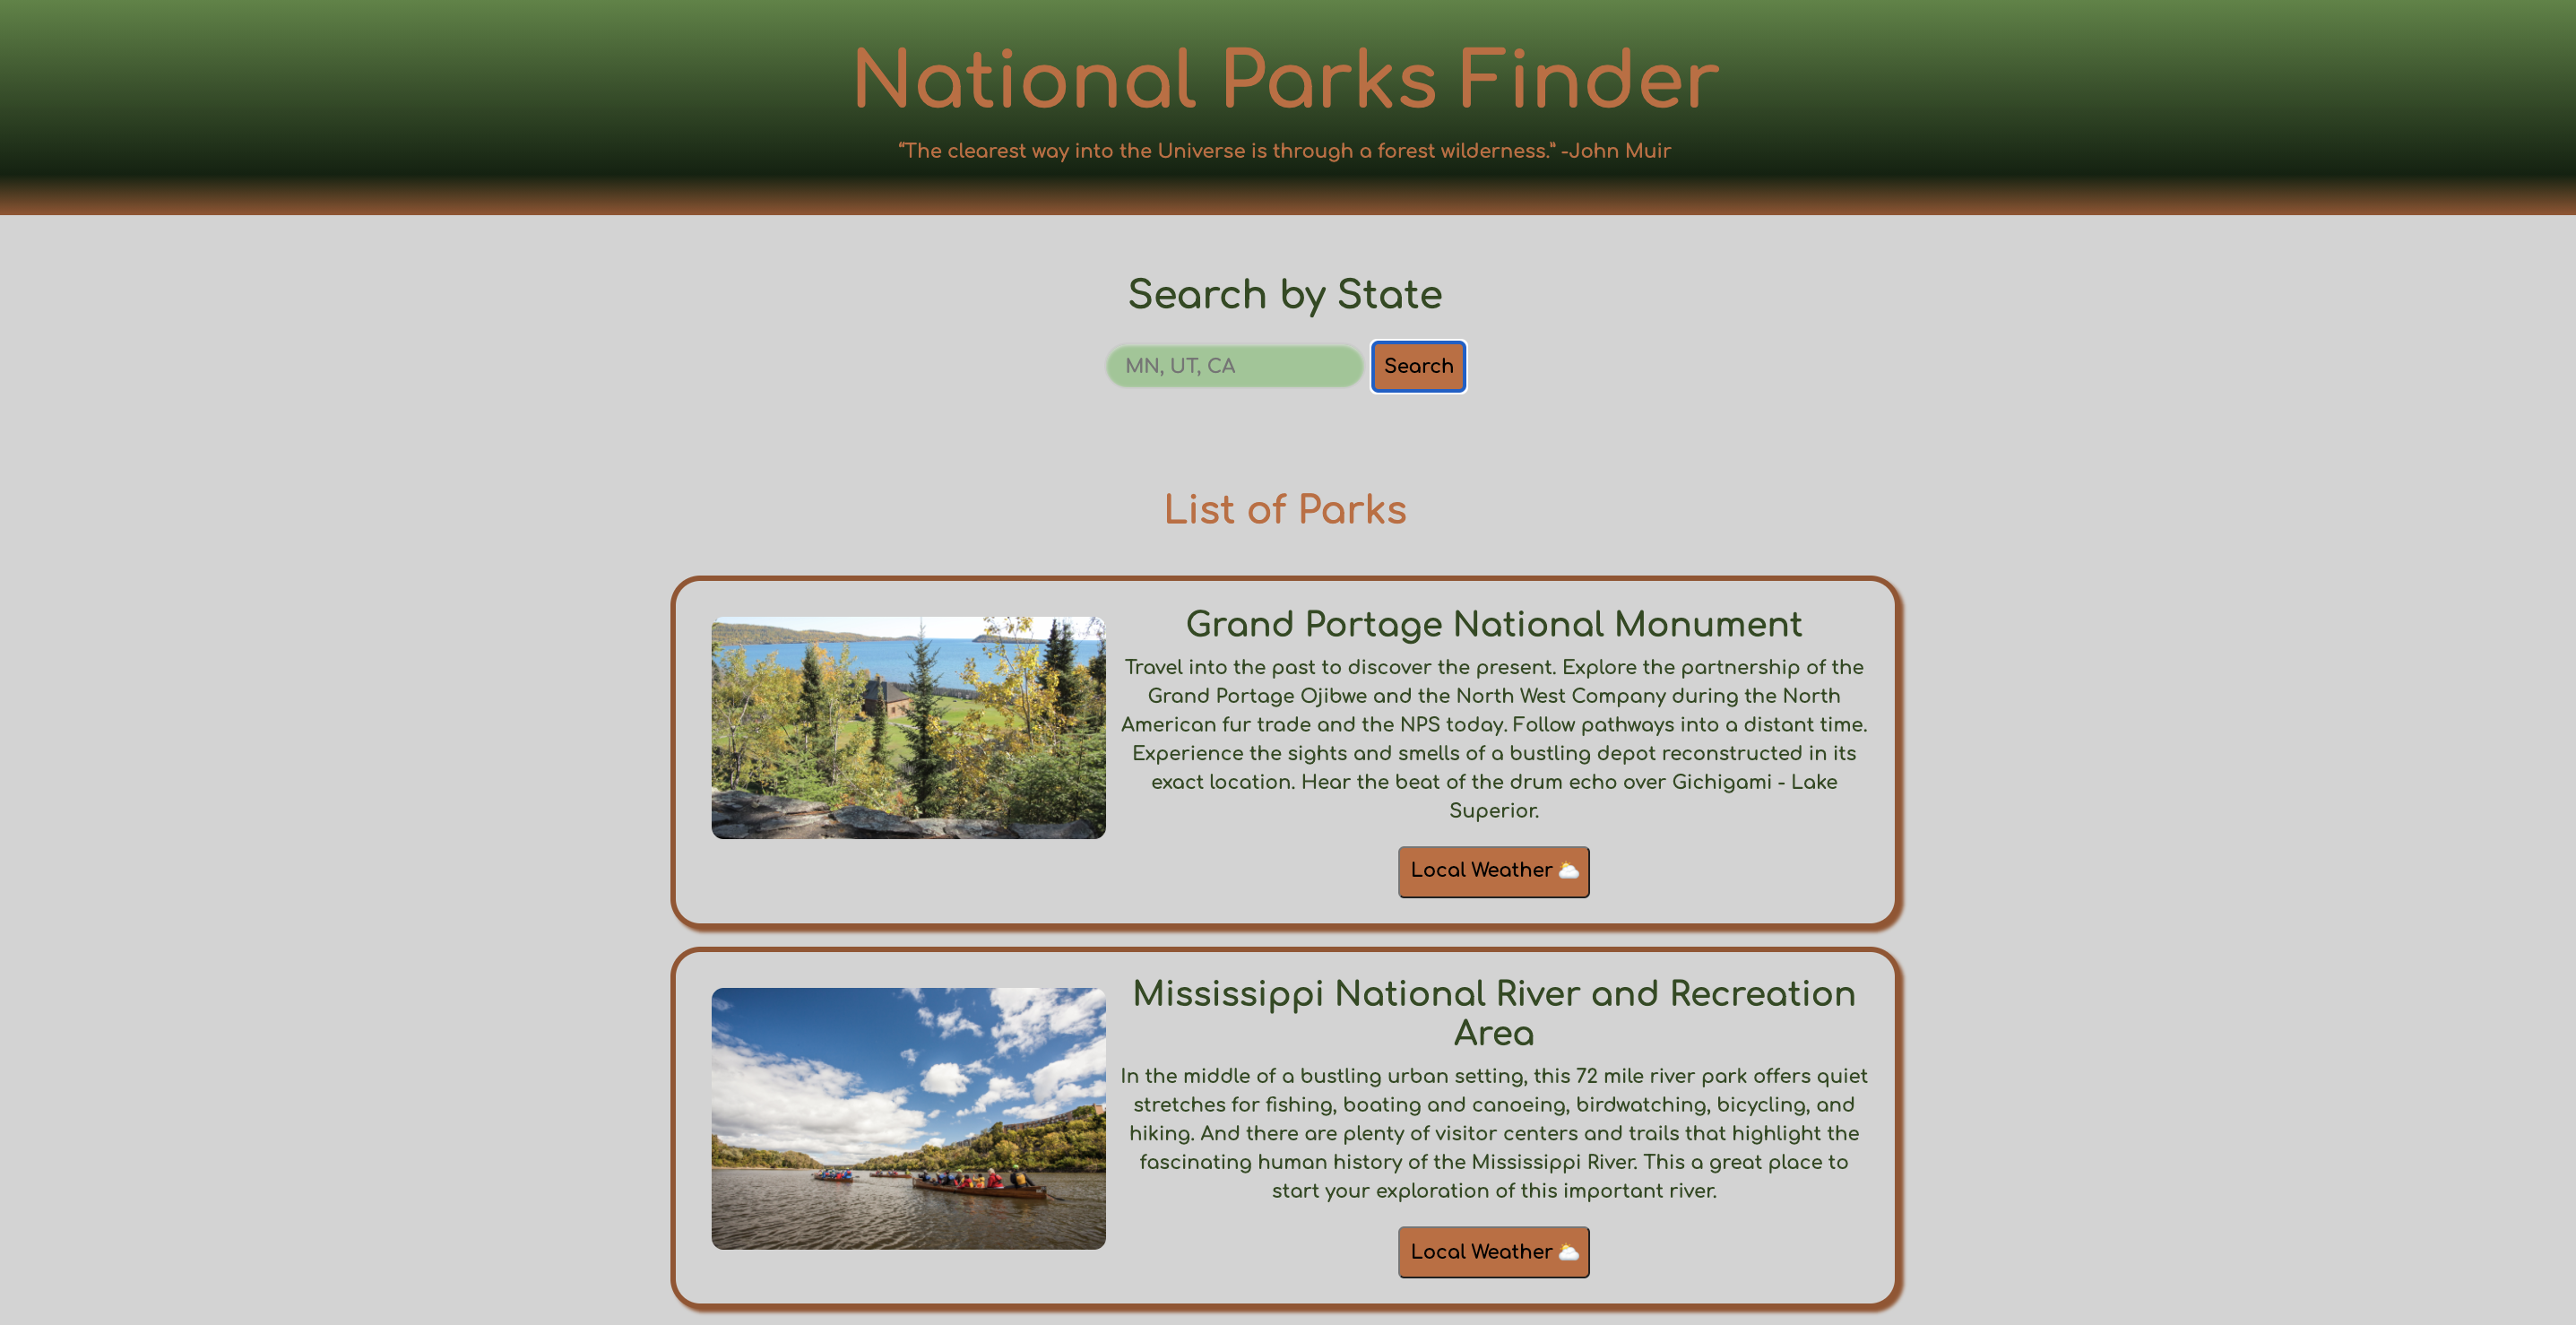 National Parks Finder
“The clearest way into the Universe is through a forest wilderness.” -John Muir
Search by State
MN, UT, CA
Search
List of Parks
Grand Portage National Monument
Travel into the past to discover the present. Explore the partnership of the
Grand Portage Ojibwe and the North West Company during the North
American fur trade and the NPS today. Follow pathways into a distant time.
Experience the sights and smells of a bustling depot reconstructed in its
exact location. Hear the beat of the drum echo over Gichigami - Lake
Superior.
Local Weather ⛅
Mississippi National River and Recreation
Area
In the middle of a bustling urban setting, this 72 mile river park offers quiet
stretches for fishing, boating and canoeing, birdwatching, bicycling, and
hiking. And there are plenty of visitor centers and trails that highlight the
fascinating human history of the Mississippi River. This a great place to
start your exploration of this important river.
Local Weather ⛅